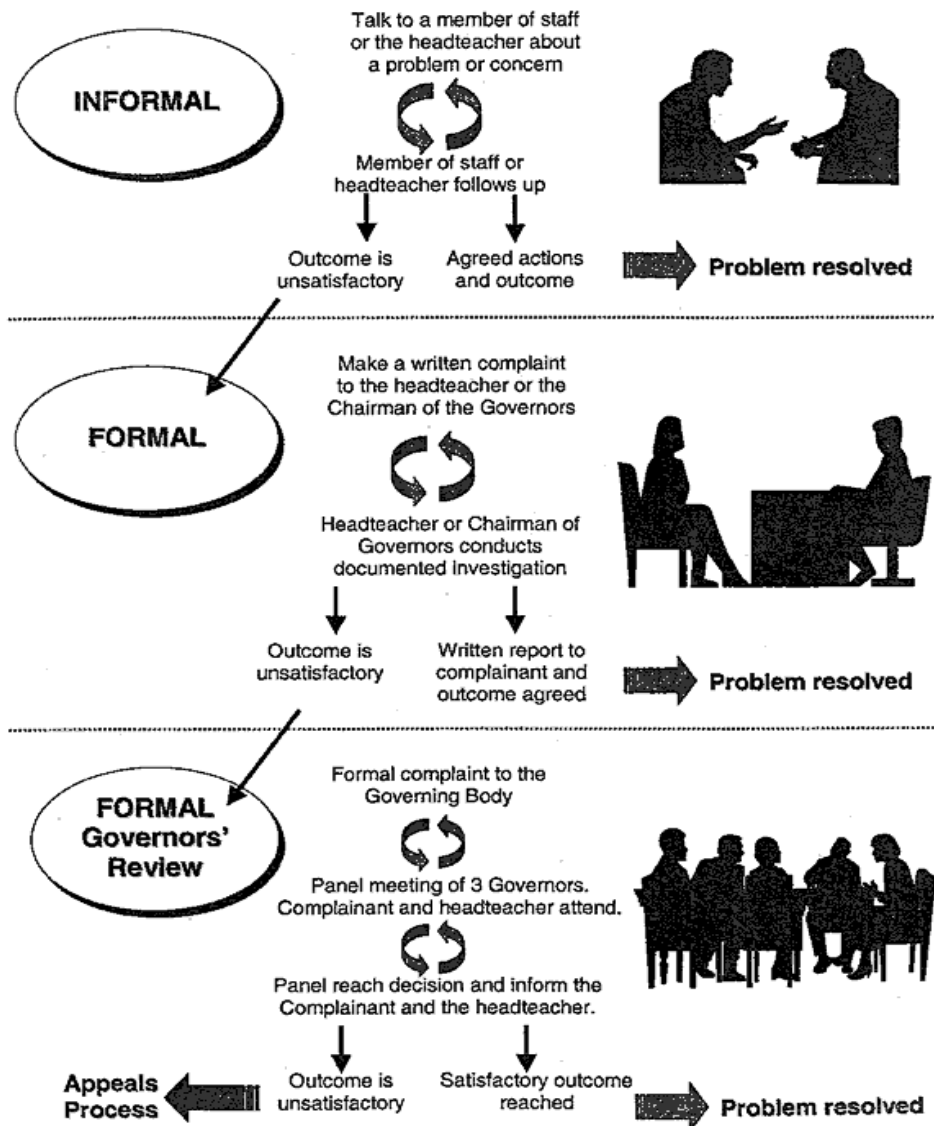 Talk to a member of staff
or the headteacher about
a problem or concern
INFORMAL
Member of staff or
headteacher follows up
Outcome is
unsatisfactory
Agreed actions
and outcome
Problem resolved
Make a written complaint
to the headteacher or the
Chairman of the Governors
FORMAL
Headteacher or Chairman of
Governors conducts
documented investigation
Outcome is
unsatisfactory
Written report to
complainant and
outcome agreed
Problem resolved
Formal complaint to the
Governing Body
FORMAL
Governors'
Review
Panel meeting of 3 Governors.
Complainant and headteacher attend.
Panel reach decision and inform the
Complainant and the headteacher.
Appeals
Process
Outcome is
unsatisfactory
Satisfactory outcome
reached
Problem resolved